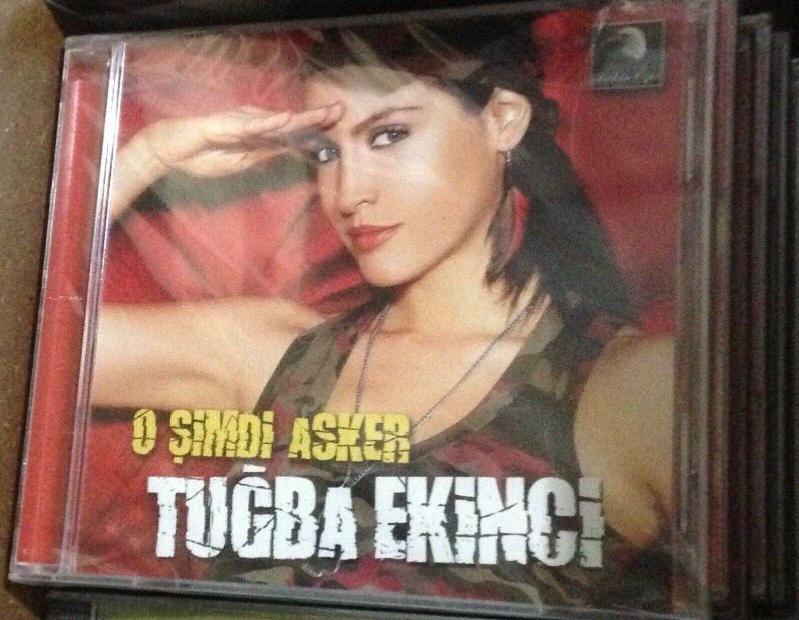 O ŞİMDİ ASKER
TUĞBA EKİNCİ